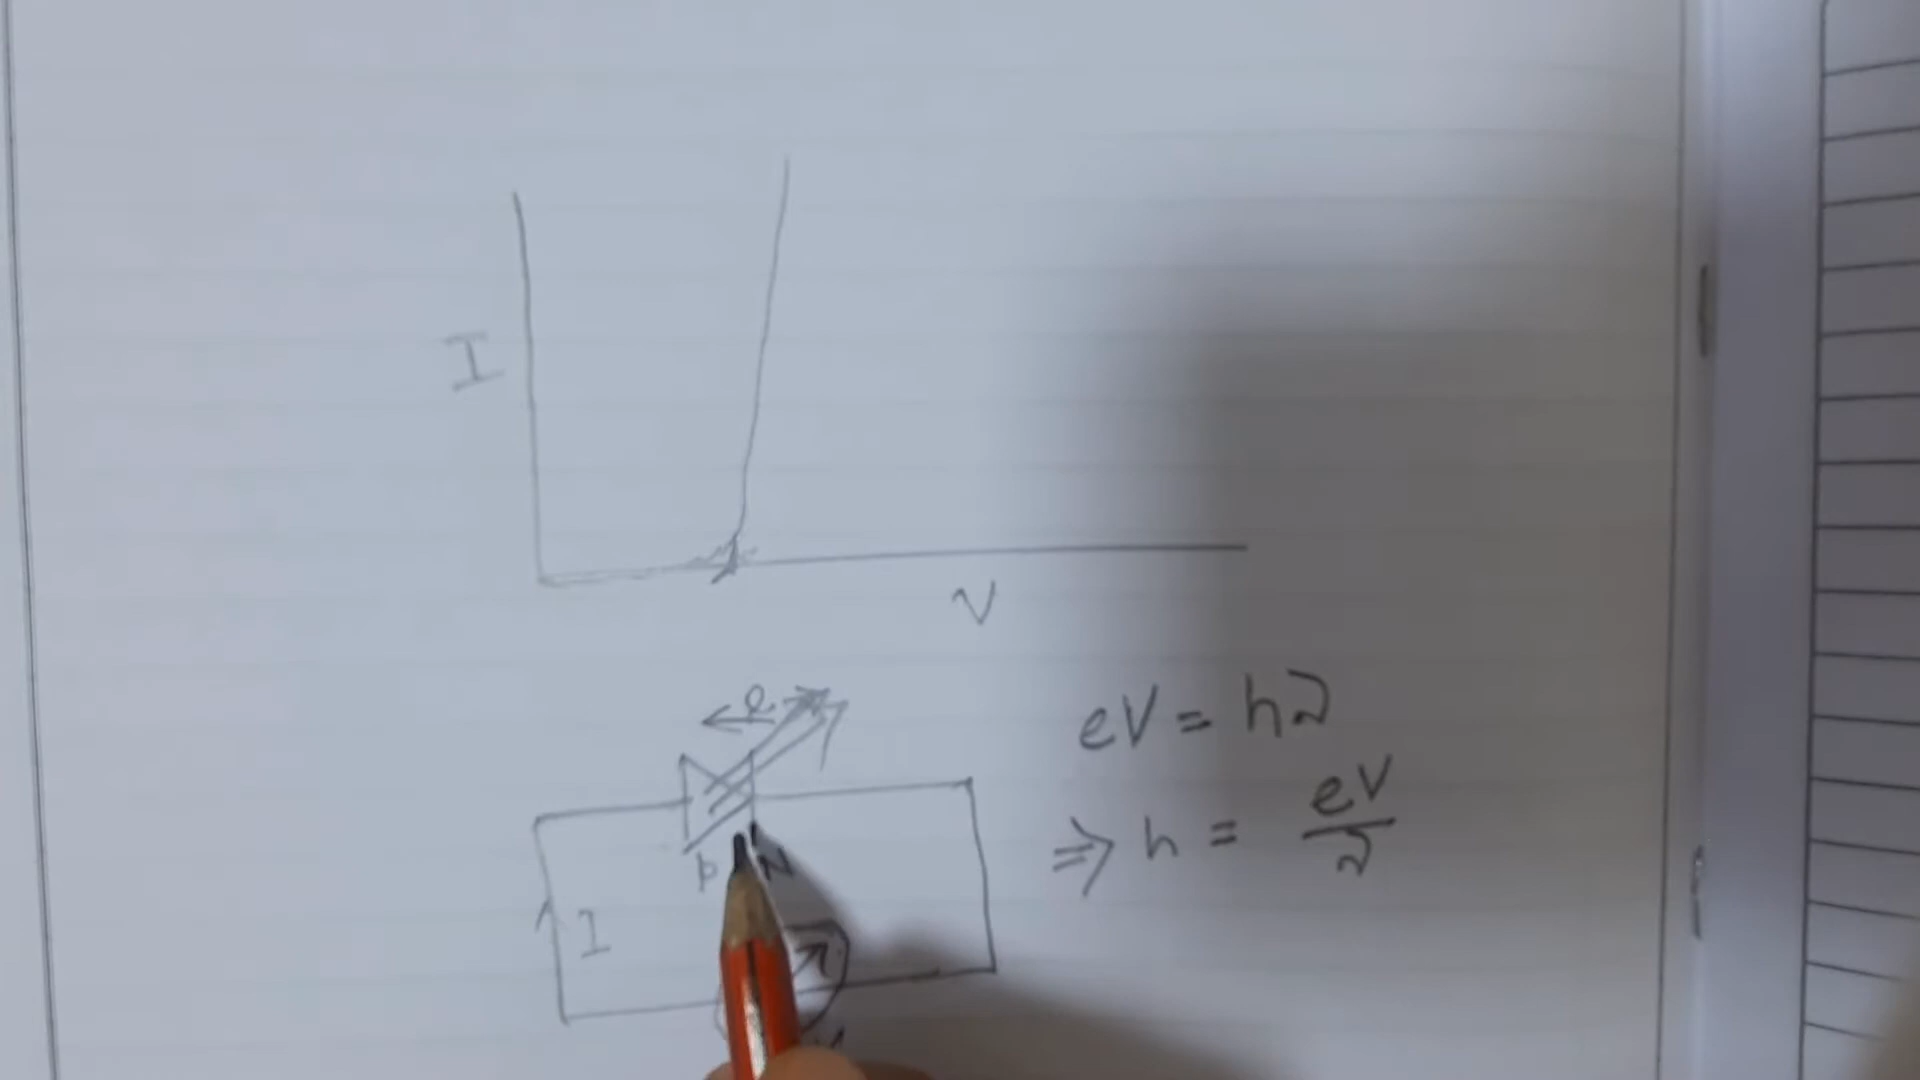 I
V
e
eV = hν
⇒ h = eV/ν
P N
I